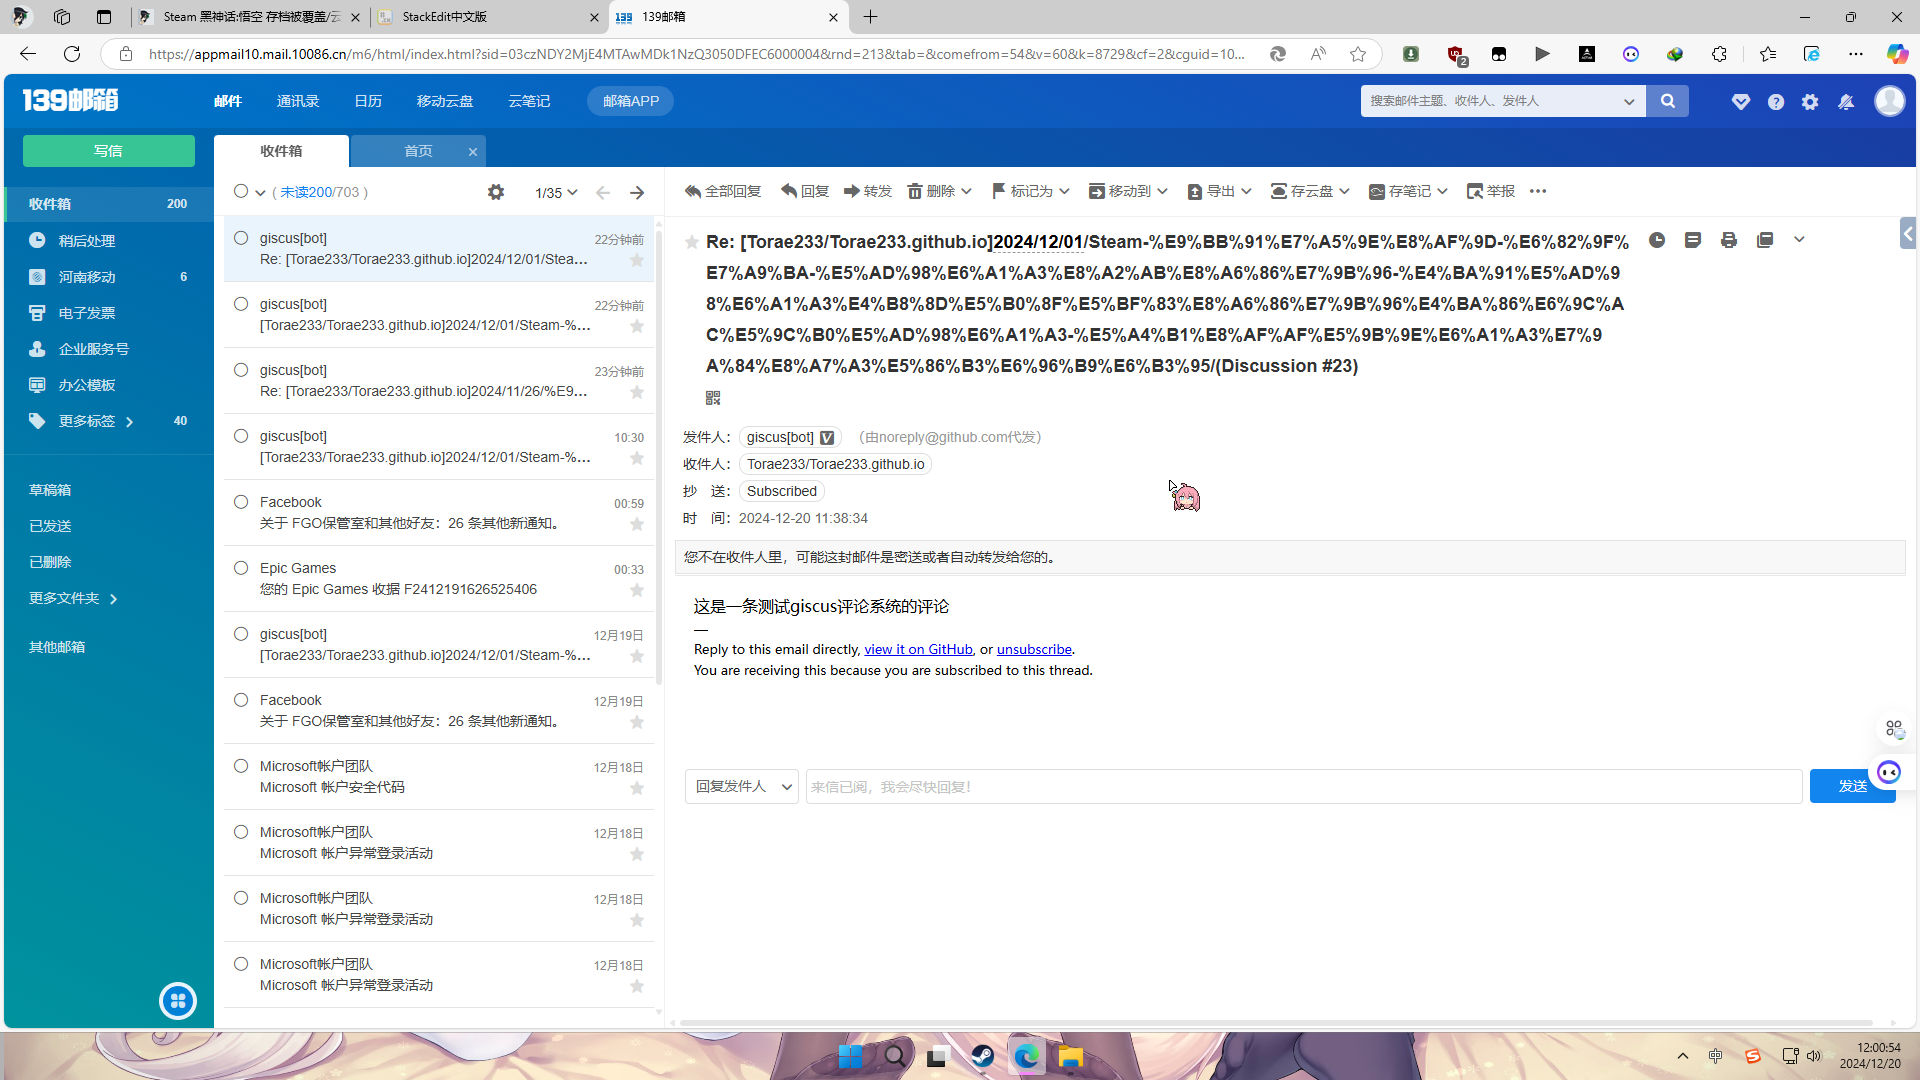 Steam 黑神话:悟空 存档被覆盖/云
StackEdit中文版
139邮箱
https://appmail10.mail.10086.cn/m6/html/index.html?sid=03czNDY2MjE4MTAwMDk1NzQ3050DFEC6000004&rnd=213&tab=&comefrom=54&v=60&k=8729&cf=2&cguid=10...
2
139邮箱
邮件
通讯录
日历
移动云盘
云笔记
邮箱APP
搜索邮件主题、收件人、发件人
写信
收件箱
首页
收件箱 200
稍后处理
河南移动 6
电子发票
企业服务号
办公模板
更多标签 40
草稿箱
已发送
已删除
更多文件夹
其他邮箱
( 未读200/703 )
1/35
giscus[bot] 22分钟前
Re: [Torae233/Torae233.github.io]2024/12/01/Stea...
giscus[bot] 22分钟前
[Torae233/Torae233.github.io]2024/12/01/Steam-%...
giscus[bot] 23分钟前
Re: [Torae233/Torae233.github.io]2024/11/26/%E9...
giscus[bot] 10:30
[Torae233/Torae233.github.io]2024/12/01/Steam-%...
Facebook 00:59
关于 FGO保管室和其他好友：26 条其他新通知。
Epic Games 00:33
您的 Epic Games 收据 F2412191626525406
giscus[bot] 12月19日
[Torae233/Torae233.github.io]2024/12/01/Steam-%...
Facebook 12月19日
关于 FGO保管室和其他好友：26 条其他新通知。
Microsoft帐户团队 12月18日
Microsoft 帐户安全代码
Microsoft帐户团队 12月18日
Microsoft 帐户异常登录活动
Microsoft帐户团队 12月18日
Microsoft 帐户异常登录活动
Microsoft帐户团队 12月18日
Microsoft 帐户异常登录活动
全部回复 回复 转发 删除 标记为 移动到 导出 存云盘 存笔记 举报
Re: [Torae233/Torae233.github.io]2024/12/01/Steam-%E9%BB%91%E7%A5%9E%E8%AF%9D-%E6%82%9F%
E7%A9%BA-%E5%AD%98%E6%A1%A3%E8%A2%AB%E8%A6%86%E7%9B%96-%E4%BA%91%E5%AD%9
8%E6%A1%A3%E4%B8%8D%E5%B0%8F%E5%BF%83%E8%A6%86%E7%9B%96%E4%BA%86%E6%9C%A
C%E5%9C%B0%E5%AD%98%E6%A1%A3-%E5%A4%B1%E8%AF%AF%E5%9B%9E%E6%A1%A3%E7%9
A%84%E8%A7%A3%E5%86%B3%E6%96%B9%E6%B3%95/(Discussion #23)
发件人： giscus[bot] （由noreply@github.com代发）
收件人： Torae233/Torae233.github.io
抄 送： Subscribed
时 间： 2024-12-20 11:38:34
您不在收件人里，可能这封邮件是密送或者自动转发给您的。
这是一条测试giscus评论系统的评论
—
Reply to this email directly, view it on GitHub, or unsubscribe.
You are receiving this because you are subscribed to this thread.
回复发件人
来信已阅，我会尽快回复！
发送
中
12:00:54
2024/12/20